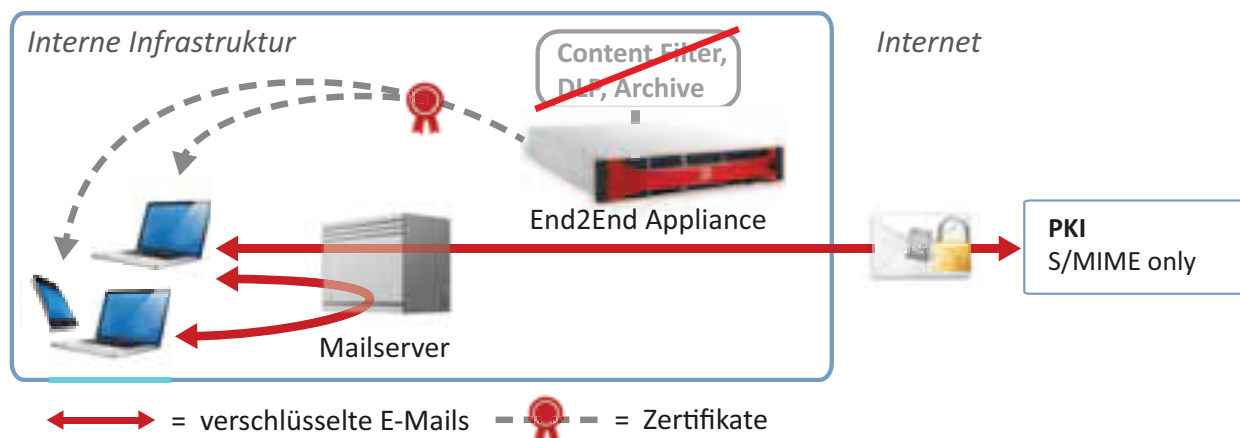 Interne Infrastruktur
Internet
Content Filter,
DLP, Archive
End2End Appliance
PKI
S/MIME only
Mailserver
= verschlüsselte E-Mails
= Zertifikate